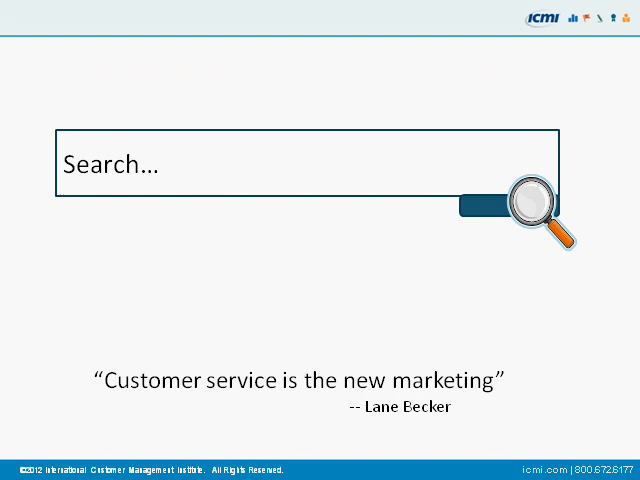 ICMI
Search...
“Customer service is the new marketing”
-- Lane Becker
©2012 International Customer Management Institute. All Rights Reserved.
icmi.com | 800.672.6177